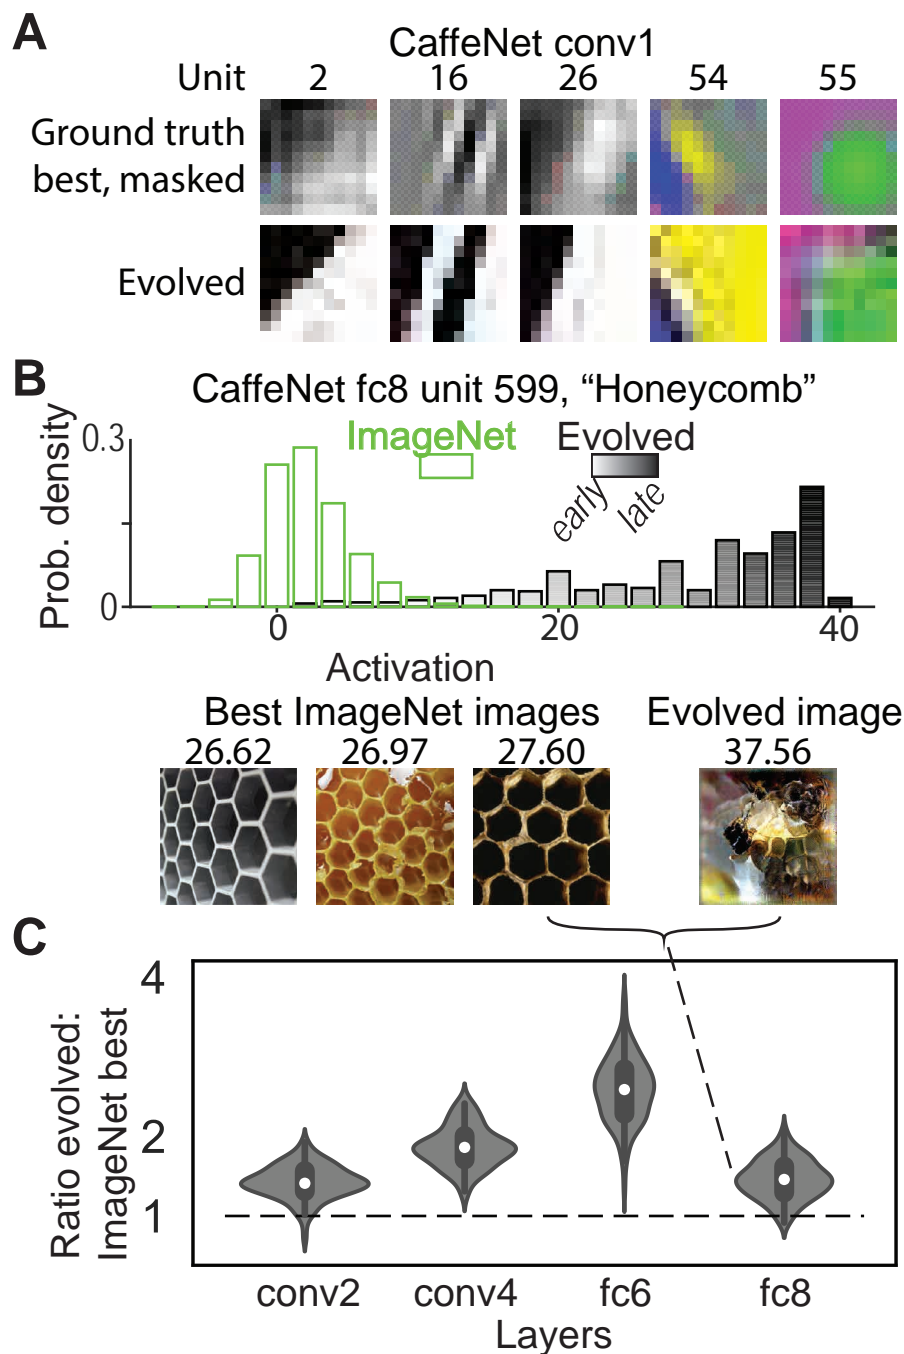 A
CaffeNet conv1
Unit 2 16 26 54 55
Ground truth
best, masked
Evolved
B
CaffeNet fc8 unit 599, “Honeycomb”
ImageNet Evolved
early late
Prob. density
0.3
0
0 20 40
Activation
Best ImageNet images Evolved image
26.62 26.97 27.60 37.56
C
Ratio evolved:
ImageNet best
4
2
1
conv2 conv4 fc6 fc8
Layers